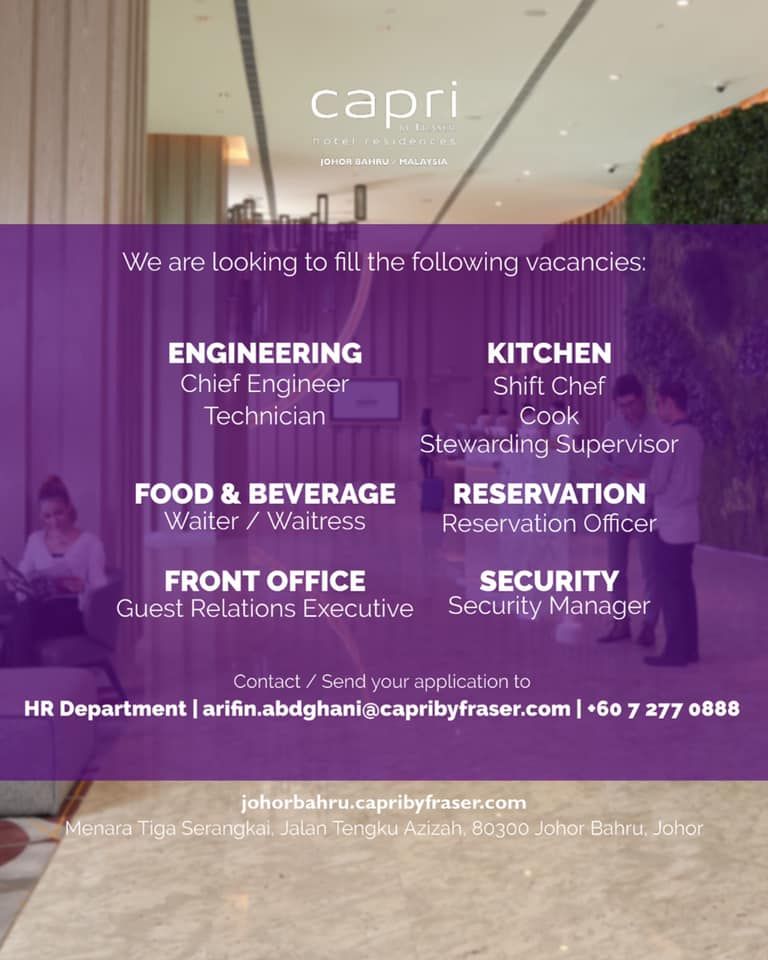 capri
BY FRASER
hotel residences
JOHOR BAHRU / MALAYSIA
We are looking to fill the following vacancies:
ENGINEERING
Chief Engineer
Technician
KITCHEN
Shift Chef
Cook
Stewarding Supervisor
FOOD & BEVERAGE
Waiter / Waitress
RESERVATION
Reservation Officer
FRONT OFFICE
Guest Relations Executive
SECURITY
Security Manager
Contact / Send your application to
HR Department | arifin.abdghani@capribyfraser.com | +60 7 277 0888
johorbahru.capribyfraser.com
Menara Tiga Serangkai, Jalan Tengku Azizah, 80300 Johor Bahru, Johor